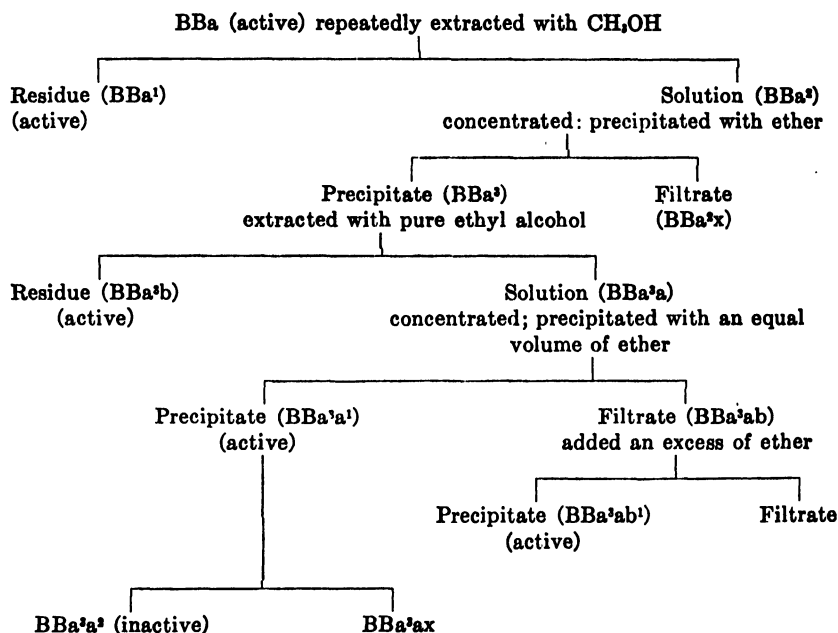 BBa (active) repeatedly extracted with CH₃OH
Residue (BBa¹) Solution (BBa²)
(active) concentrated: precipitated with ether
Precipitate (BBa³) Filtrate
extracted with pure ethyl alcohol (BBa³x)
Residue (BBa³b) Solution (BBa³a)
(active) concentrated; precipitated with an equal
volume of ether
Precipitate (BBa³a¹) Filtrate (BBa³ab)
(active) added an excess of ether
Precipitate (BBa³ab¹) Filtrate
(active)
BBa³a² (inactive) BBa³ax